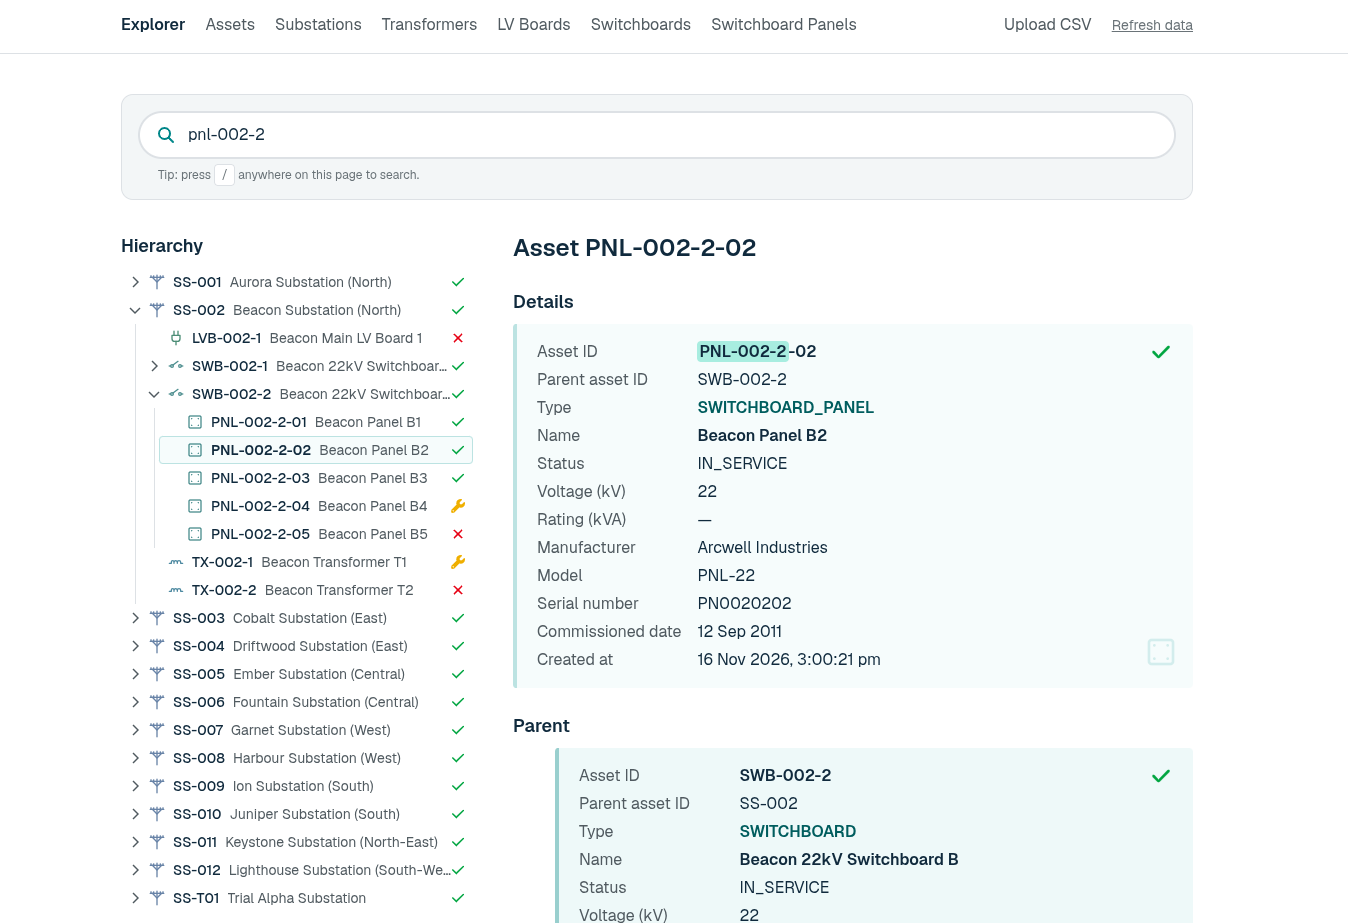 Explorer Assets Substations Transformers LV Boards Switchboards Switchboard Panels Upload CSV Refresh data
pnl-002-2
Tip: press / anywhere on this page to search.
Hierarchy
SS-001 Aurora Substation (North)
SS-002 Beacon Substation (North)
LVB-002-1 Beacon Main LV Board 1
SWB-002-1 Beacon 22kV Switchboar...
SWB-002-2 Beacon 22kV Switchboar...
PNL-002-2-01 Beacon Panel B1
PNL-002-2-02 Beacon Panel B2
PNL-002-2-03 Beacon Panel B3
PNL-002-2-04 Beacon Panel B4
PNL-002-2-05 Beacon Panel B5
TX-002-1 Beacon Transformer T1
TX-002-2 Beacon Transformer T2
SS-003 Cobalt Substation (East)
SS-004 Driftwood Substation (East)
SS-005 Ember Substation (Central)
SS-006 Fountain Substation (Central)
SS-007 Garnet Substation (West)
SS-008 Harbour Substation (West)
SS-009 Ion Substation (South)
SS-010 Juniper Substation (South)
SS-011 Keystone Substation (North-East)
SS-012 Lighthouse Substation (South-We...
SS-T01 Trial Alpha Substation
Asset PNL-002-2-02
Details
Asset ID PNL-002-2-02
Parent asset ID SWB-002-2
Type SWITCHBOARD_PANEL
Name Beacon Panel B2
Status IN_SERVICE
Voltage (kV) 22
Rating (kVA) —
Manufacturer Arcwell Industries
Model PNL-22
Serial number PN0020202
Commissioned date 12 Sep 2011
Created at 16 Nov 2026, 3:00:21 pm
Parent
Asset ID SWB-002-2
Parent asset ID SS-002
Type SWITCHBOARD
Name Beacon 22kV Switchboard B
Status IN_SERVICE
Voltage (kV) 22